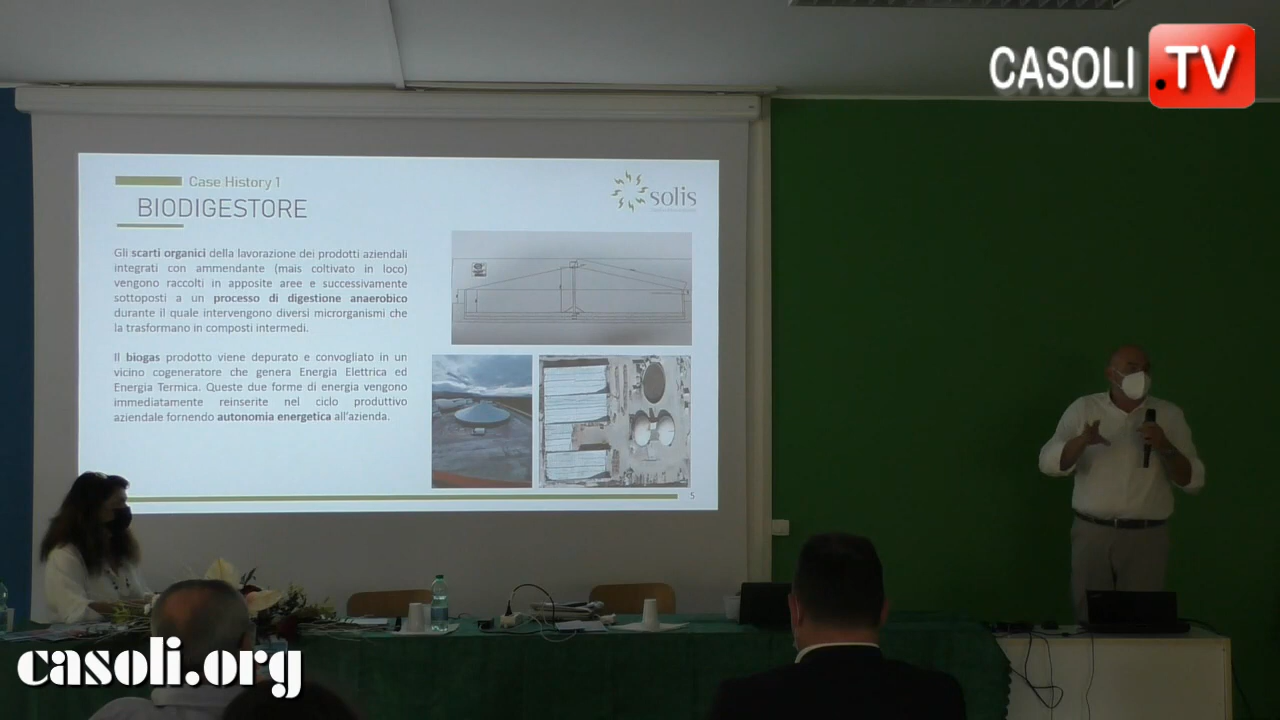 CASOLI .TV
Case History 1
BIODIGESTORE
solis
Gli scarti organici della lavorazione dei prodotti aziendali
integrati con ammendante (mais coltivato in loco)
vengono raccolti in apposite aree e successivamente
sottoposti a un processo di digestione anaerobico
durante il quale intervengono diversi microrganismi che
la trasformano in composti intermedi.
Il biogas prodotto viene depurato e convogliato in un
vicino cogeneratore che genera Energia Elettrica ed
Energia Termica. Queste due forme di energia vengono
immediatamente reinserite nel ciclo produttivo
aziendale fornendo autonomia energetica all'azienda.
5
casoli.org